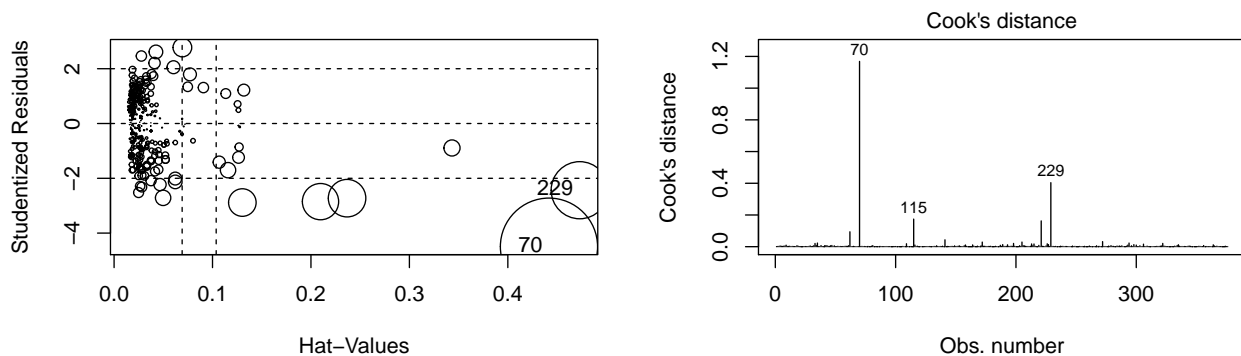 Studentized Residuals
2
0
−2
−4
229
70
0.0 0.1 0.2 0.3 0.4
Hat−Values
Cook's distance
Cook's distance
1.2
0.8
0.4
0.0
70
115
229
0 100 200 300
Obs. number